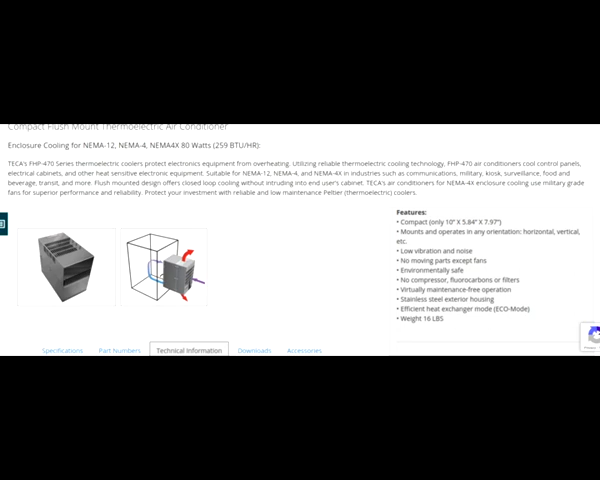 Compact Flush Mount Thermoelectric Air Conditioner
Enclosure Cooling for NEMA-12, NEMA-4, NEMA4X 80 Watts (259 BTU/HR):
TECA's FHP-470 Series thermoelectric coolers protect electronics equipment from overheating. Utilizing reliable thermoelectric cooling technology, FHP-470 air conditioners cool control panels,
electrical cabinets, and other heat sensitive electronic equipment. Suitable for NEMA-12, NEMA-4, and NEMA-4X in industries such as communications, military, kiosk, surveillance, food and
beverage, transit, and more. Flush mounted design offers closed loop cooling without intruding into end user's cabinet. TECA's air conditioners for NEMA-4X enclosure cooling use military grade
fans for superior performance and reliability. Protect your investment with reliable and low maintenance Peltier (thermoelectric) coolers.
Features:
• Compact (only 10" X 5.84" X 7.97")
• Mounts and operates in any orientation: horizontal, vertical,
etc.
• Low vibration and noise
• No moving parts except fans
• Environmentally safe
• No compressor, fluorocarbons or filters
• Virtually maintenance-free operation
• Stainless steel exterior housing
• Efficient heat exchanger mode (ECO-Mode)
• Weight 16 LBS
Specifications Part Numbers Technical Information Downloads Accessories